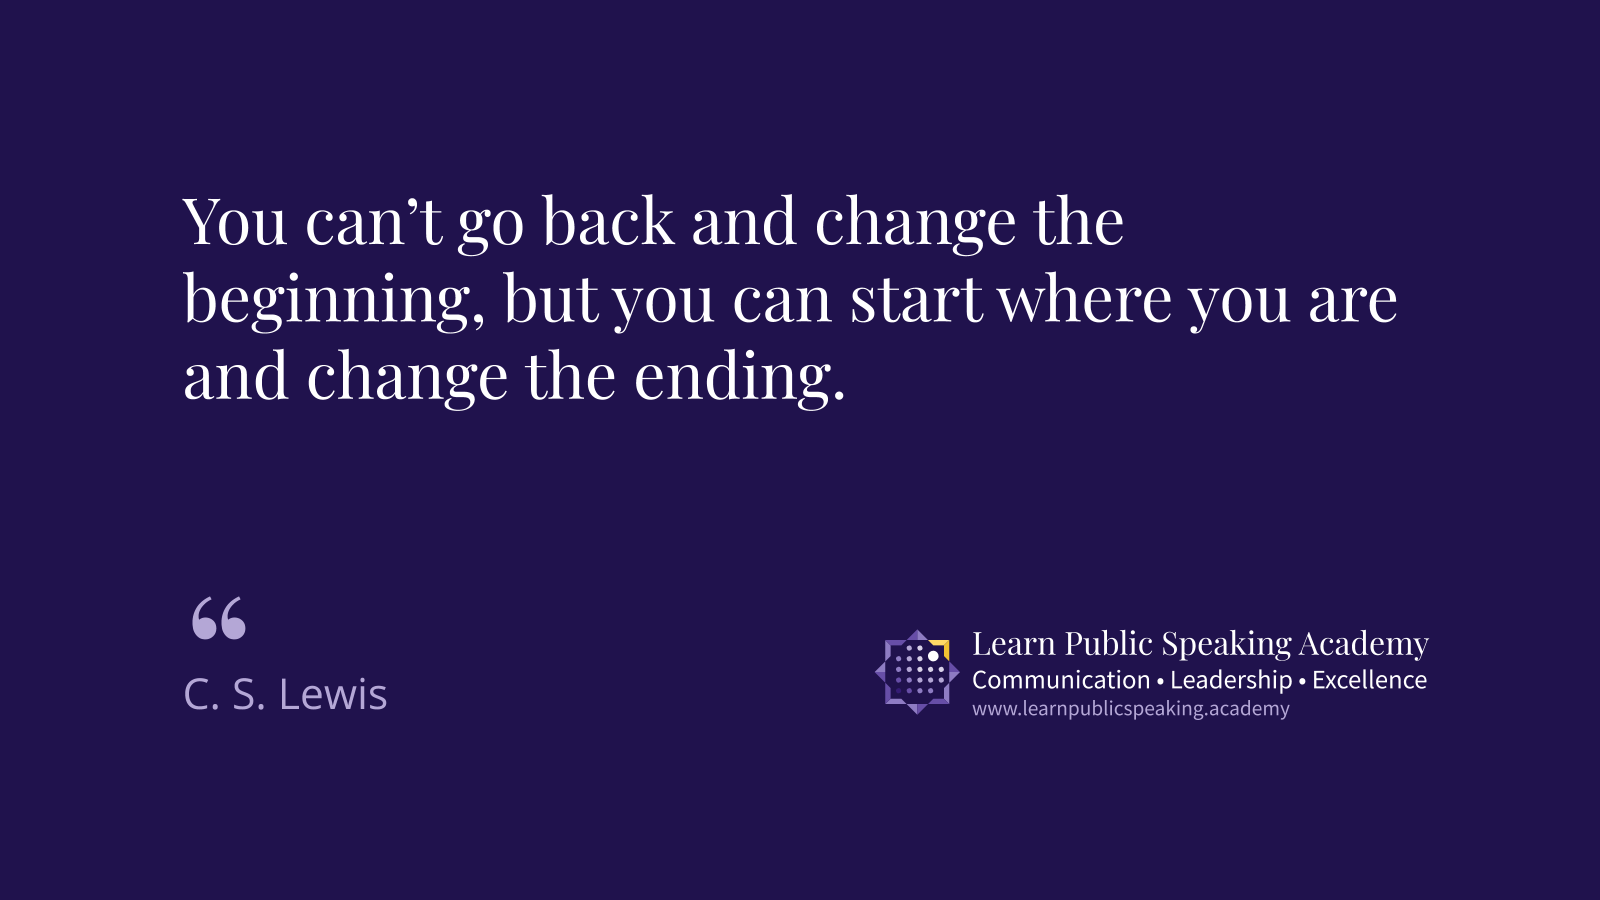 You can’t go back and change the
beginning, but you can start where you are
and change the ending.
“
C. S. Lewis
Learn Public Speaking Academy
Communication • Leadership • Excellence
www.learnpublicspeaking.academy